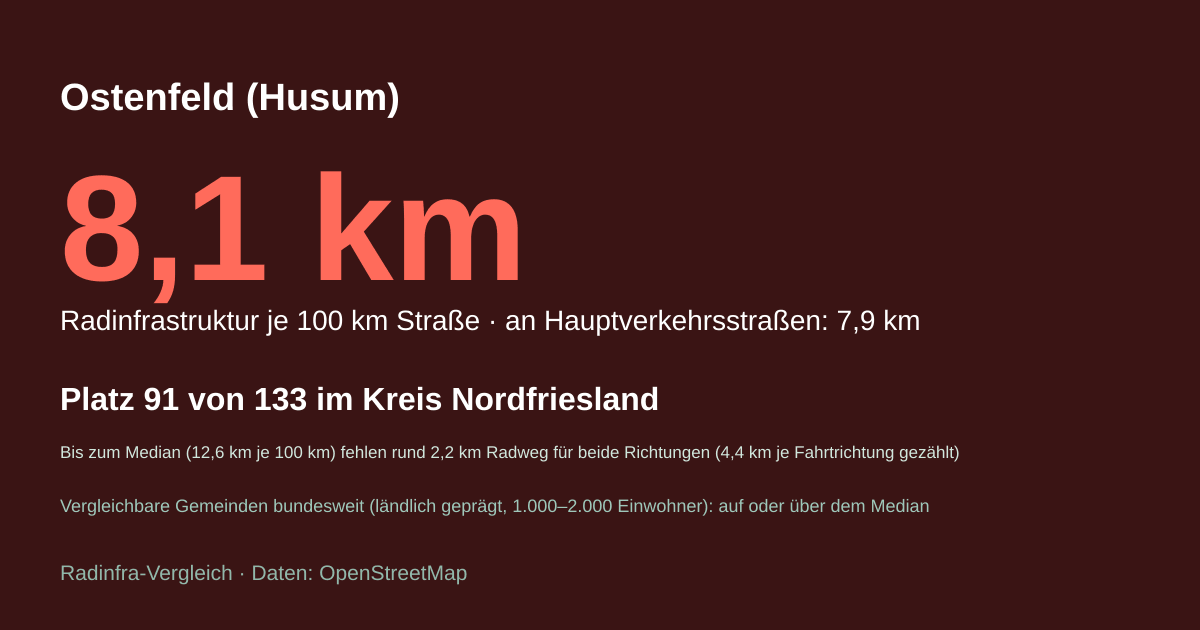 Ostenfeld (Husum)
8,1 km
Radinfrastruktur je 100 km Straße · an Hauptverkehrsstraßen: 7,9 km
Platz 91 von 133 im Kreis Nordfriesland
Bis zum Median (12,6 km je 100 km) fehlen rund 2,2 km Radweg für beide Richtungen (4,4 km je Fahrtrichtung gezählt)
Vergleichbare Gemeinden bundesweit (ländlich geprägt, 1.000–2.000 Einwohner): auf oder über dem Median
Radinfra-Vergleich · Daten: OpenStreetMap